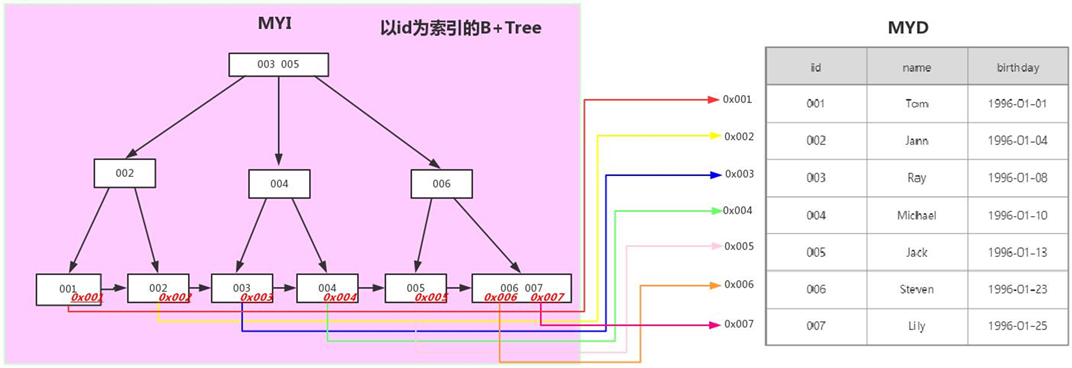 MYI
以id为索引的B+Tree
003 005
002
004
006
001
0x001
002
0x002
003
0x003
004
0x004
005
0x005
006 007
0x006
0x007
0x001
0x002
0x003
0x004
0x005
0x006
0x007
MYD
iid name birthday
001 Tom 1996-01-01
002 Jann 1996-01-04
003 Ray 1996-01-08
004 Michael 1996-01-10
005 Jack 1996-01-13
006 Steven 1996-01-23
007 Lily 1996-01-25